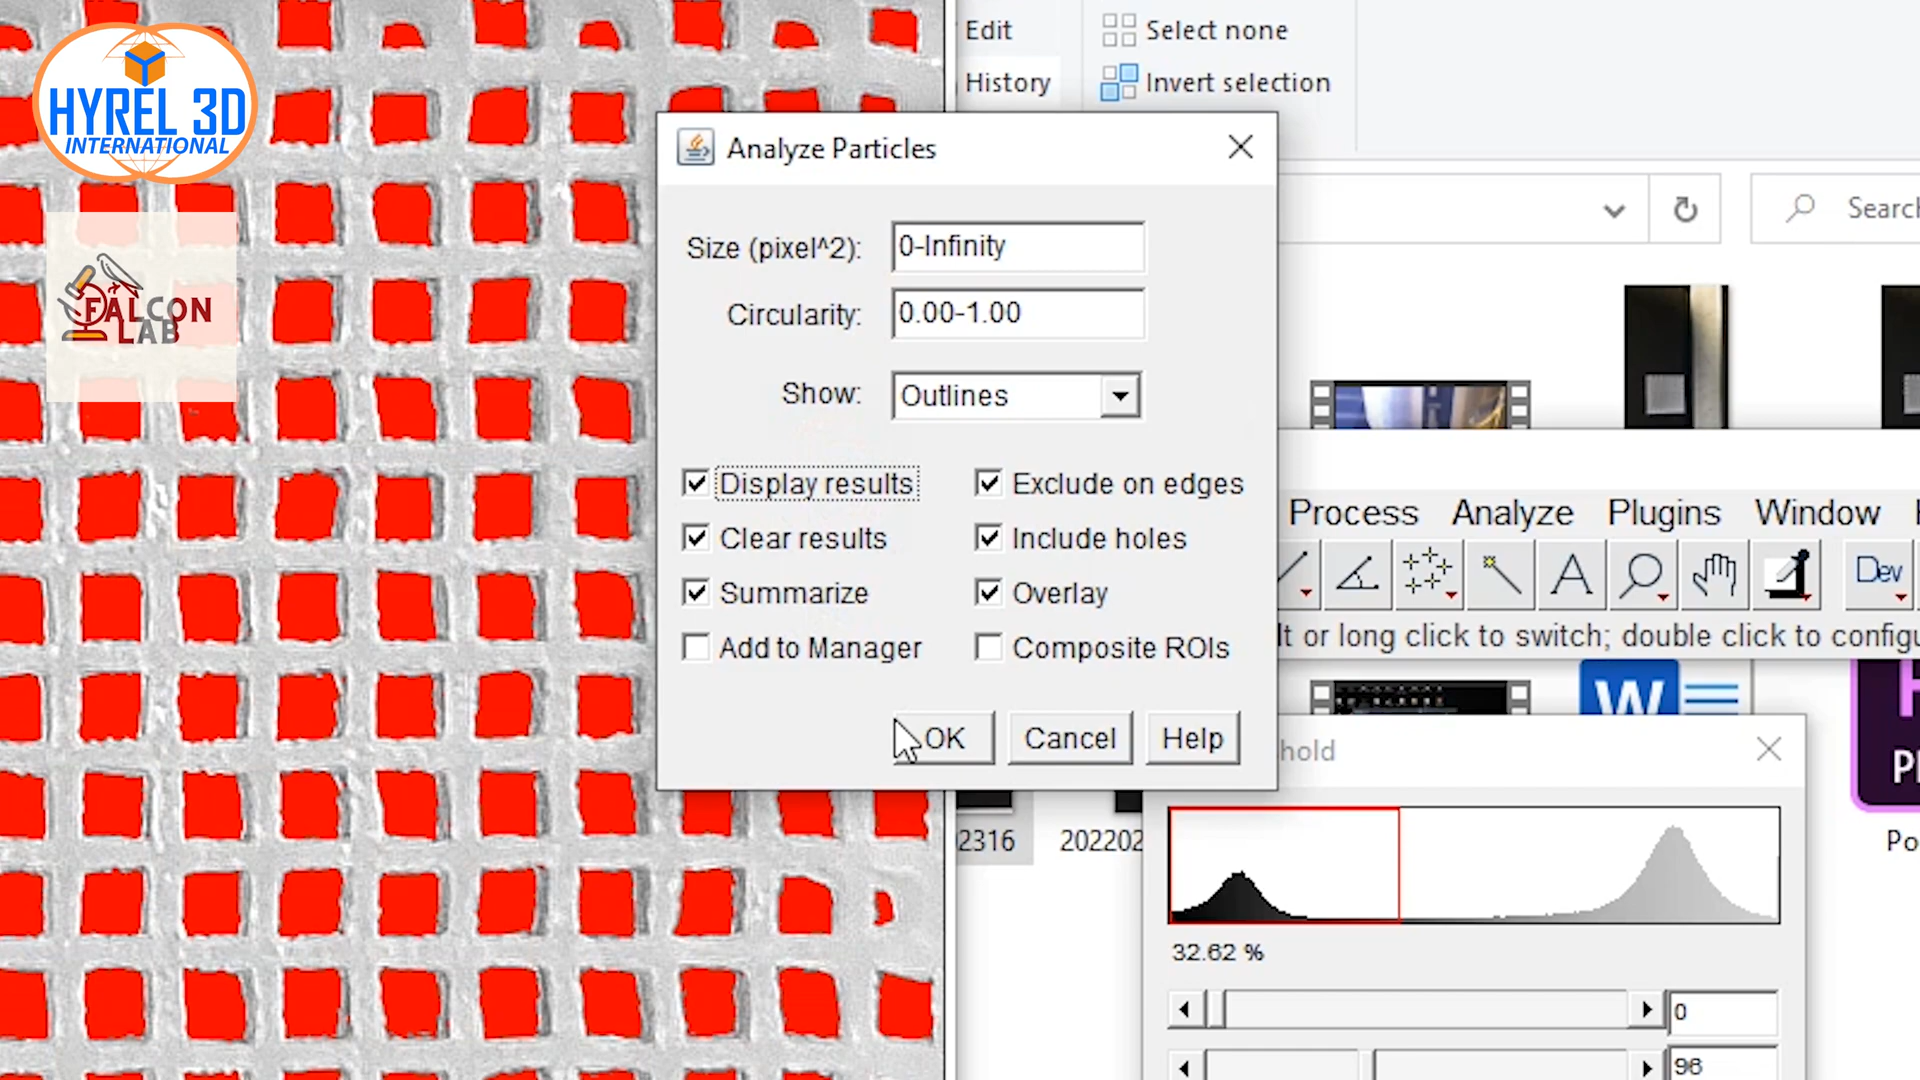 HYREL 3D
INTERNATIONAL
FALCON
LAB
Edit
History
Select none
Invert selection
Analyze Particles
Size (pixel^2):
0-Infinity
Circularity:
0.00-1.00
Show:
Outlines
Display results
Exclude on edges
Clear results
Include holes
Summarize
Overlay
Add to Manager
Composite ROIs
OK
Cancel
Help
Process
Analyze
Plugins
Window
Dev
or long click to switch; double click to
W
hold
32.62 %
0
96
2316
202202